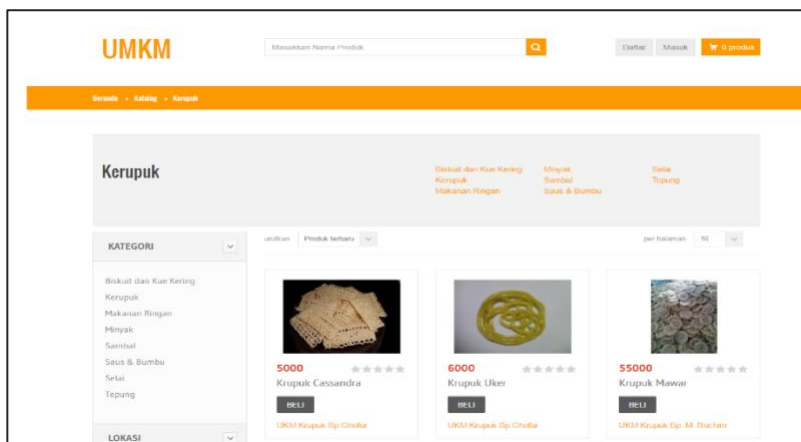 UMKM
Masukkan Nama Produk
Daftar Masuk 0 produk
Beranda > Katalog > Kerupuk
Kerupuk
Biskuit dan Kue Kering Minyak Selai
Kerupuk Sambal Tepung
Makanan Ringan Saus & Bumbu
KATEGORI
urutkan Produk terbaru per halaman 16
Biskuit dan Kue Kering
Kerupuk
Makanan Ringan
Minyak
Sambal
Saus & Bumbu
Selai
Tepung
LOKASI
5000
Krupuk Cassandra
BELI
UKM Krupuk Bp Ghofar
6000
Krupuk Uker
BELI
UKM Krupuk Bp Ghofar
55000
Krupuk Mawar
BELI
UKM Krupuk Bp. M. Rochim